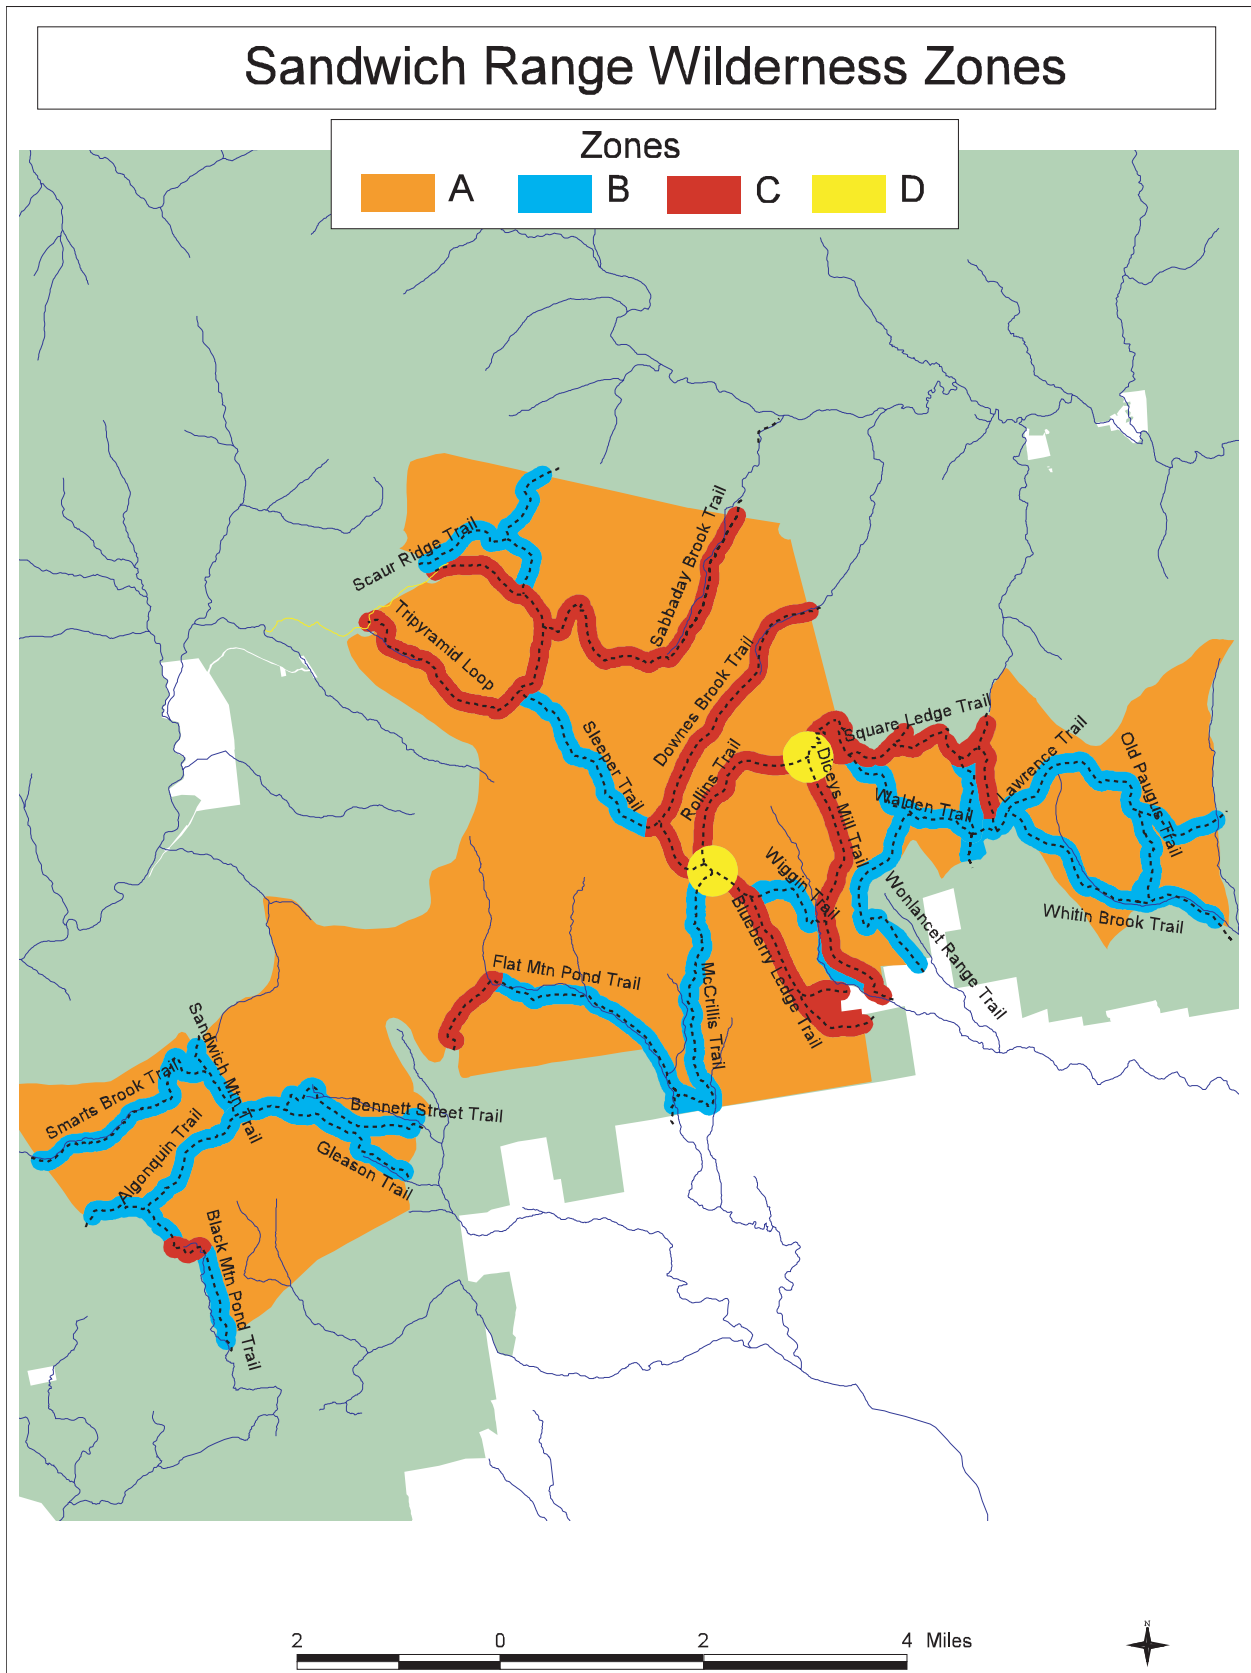 Sandwich Range Wilderness Zones
Zones
A
B
C
D
Scaur Ridge Trail
Sabbaday Brook Trail
Tripyramid Loop
Downes Brook Trail
Square Ledge Trail
Sleeper Trail
Rollins Trail
Diceys Mill Trail
Lawrence Trail
Old Paugus Trail
Walden Trail
Wiggin Trail
Wonlancet Range Trail
Whitin Brook Trail
Blueberry Ledge Trail
Flat Mtn Pond Trail
McCrillis Trail
Sandwich Mtn Trail
Smarts Brook Trail
Bennett Street Trail
Algonquin Trail
Gleason Trail
Black Mtn Pond Trail
2 0 2 4 Miles
N